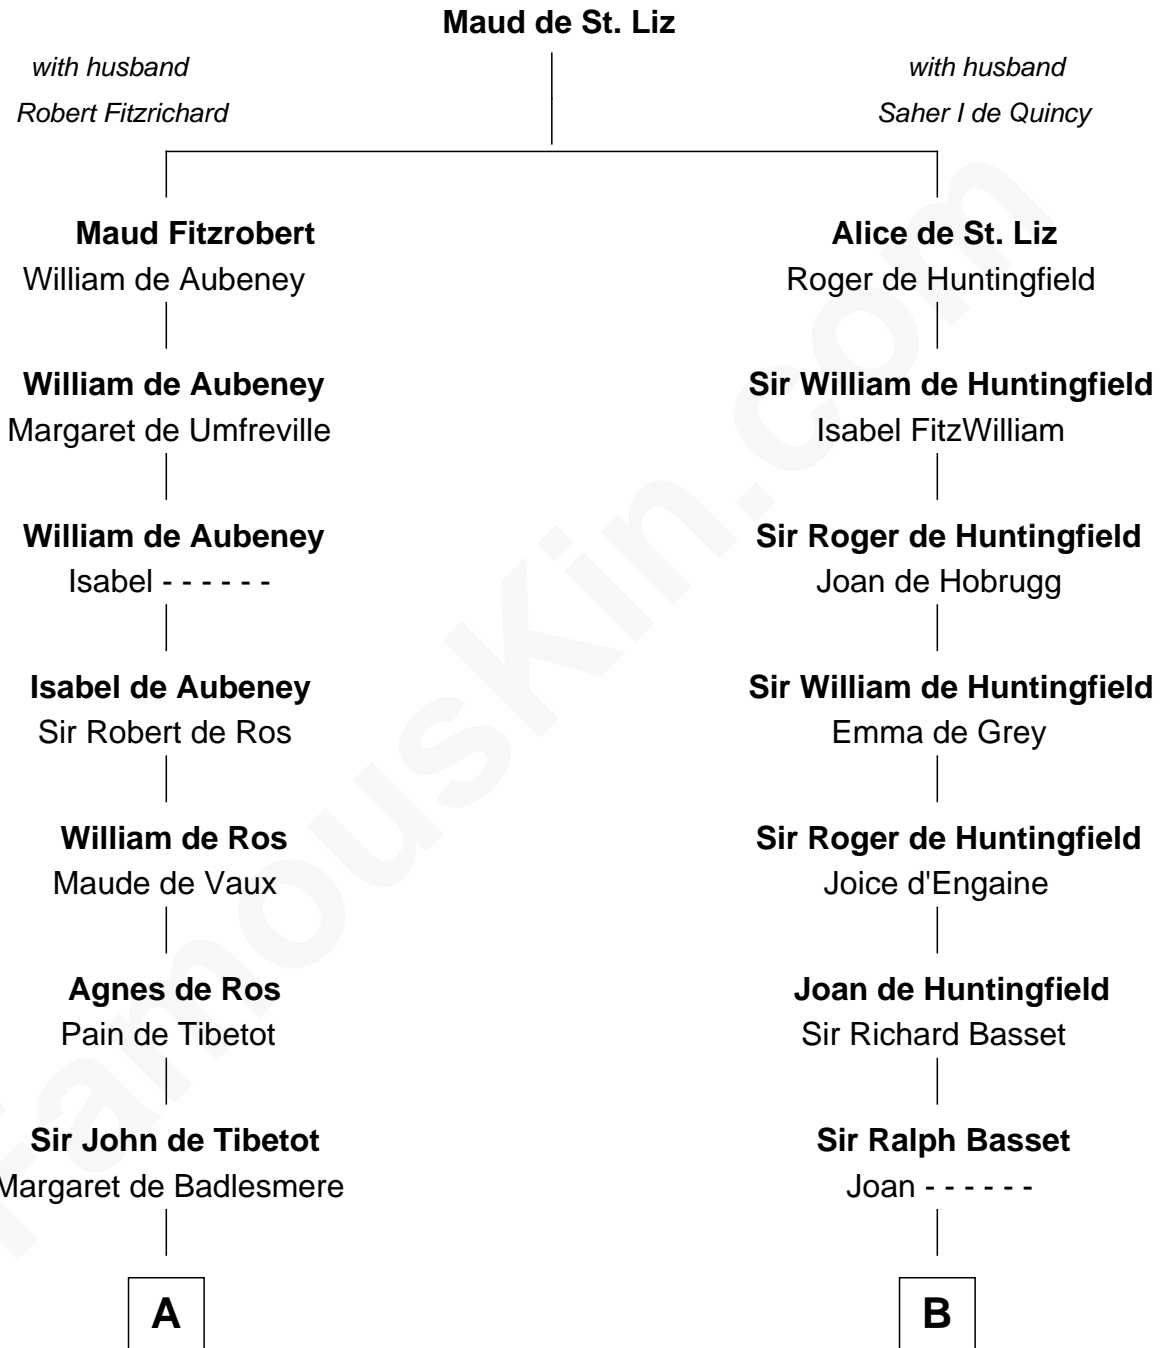 Maud de St. Liz
with husband
Robert Fitzrichard
with husband
Saher I de Quincy
Maud Fitzrobert
William de Aubeney
Alice de St. Liz
Roger de Huntingfield
William de Aubeney
Margaret de Umfreville
Sir William de Huntingfield
Isabel FitzWilliam
William de Aubeney
Isabel - - - - - -
Sir Roger de Huntingfield
Joan de Hobrugg
Isabel de Aubeney
Sir Robert de Ros
Sir William de Huntingfield
Emma de Grey
William de Ros
Maude de Vaux
Sir Roger de Huntingfield
Joice d'Engaine
Agnes de Ros
Pain de Tibetot
Joan de Huntingfield
Sir Richard Basset
Sir John de Tibetot
Margaret de Badlesmere
Sir Ralph Basset
Joan - - - - - -
A
B
FamousKin.com